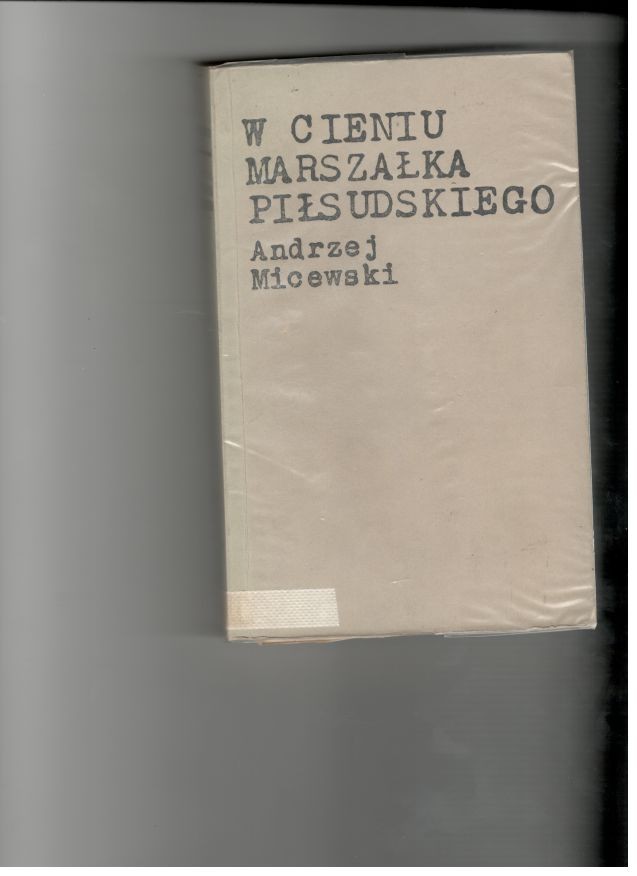 W CIENIU
MARSZAŁKA
PIŁSUDSKIEGO
Andrzej
Micewski